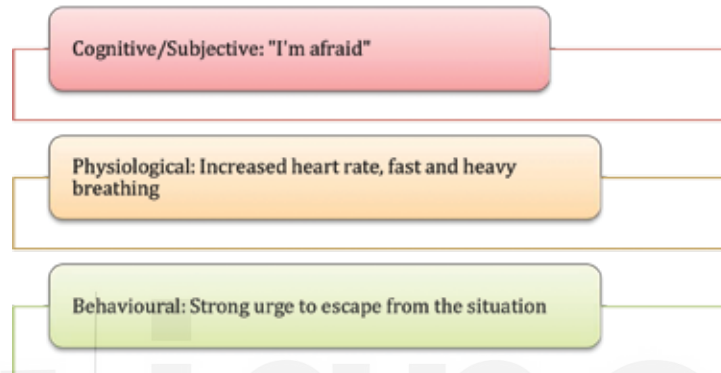 Cognitive/Subjective: "I'm afraid"
Physiological: Increased heart rate, fast and heavy
breathing
Behavioural: Strong urge to escape from the situation